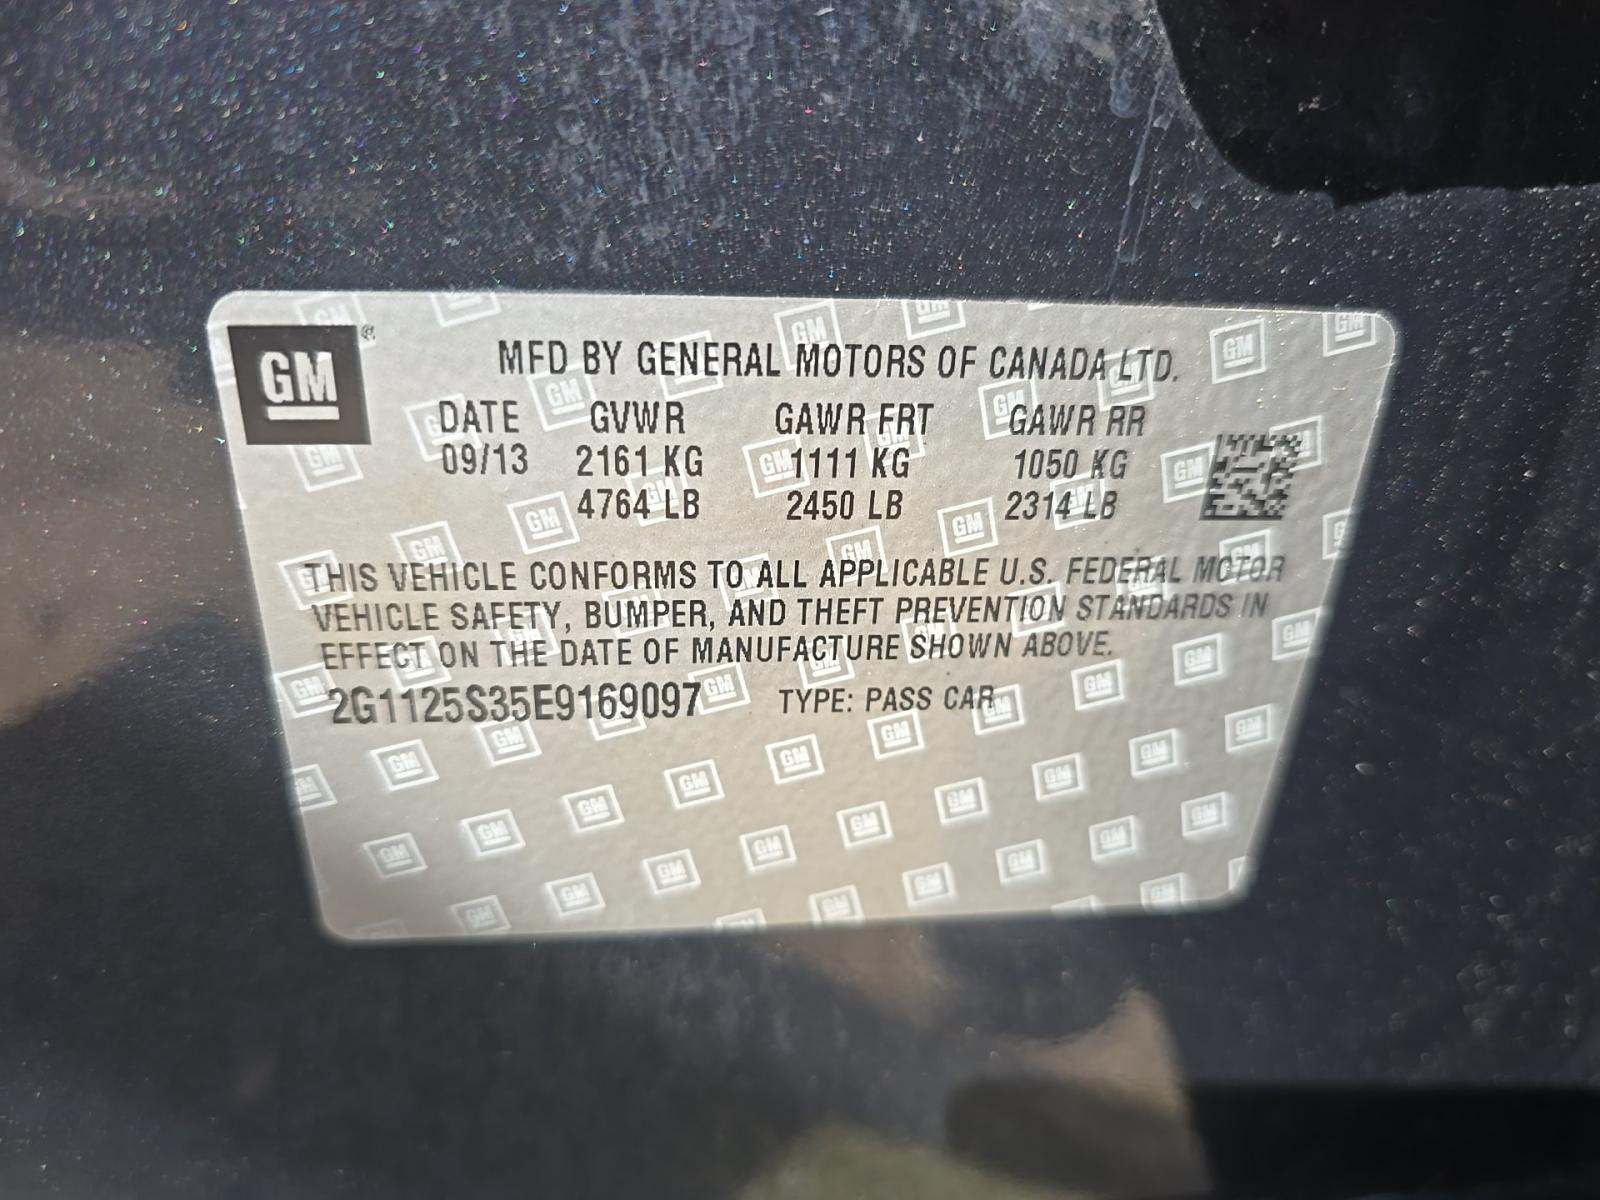 GM®
MFD BY GENERAL MOTORS OF CANADA LTD.
DATE GVWR GAWR FRT GAWR RR
09/13 2161 KG 1111 KG 1050 KG
4764 LB 2450 LB 2314 LB
THIS VEHICLE CONFORMS TO ALL APPLICABLE U.S. FEDERAL MOTOR
VEHICLE SAFETY, BUMPER, AND THEFT PREVENTION STANDARDS IN
EFFECT ON THE DATE OF MANUFACTURE SHOWN ABOVE.
2G1125S35E9169097 TYPE: PASS CAR